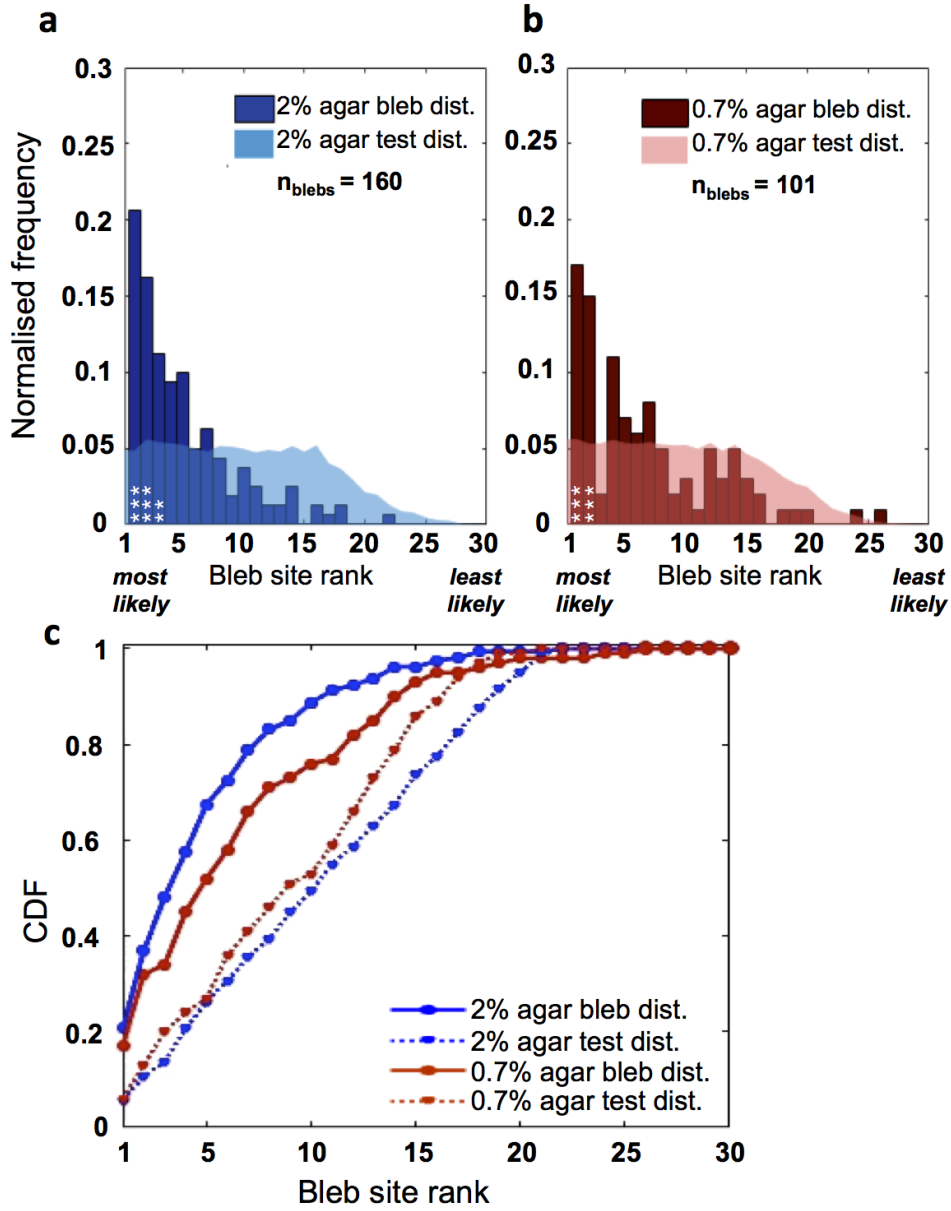 a
b
0.3
0.25
0.2
0.15
0.1
0.05
0
Normalised frequency
2% agar bleb dist.
2% agar test dist.
n_blebs = 160
***
***
**
1 5 10 15 20 25 30
most likely
Bleb site rank
least likely
0.3
0.25
0.2
0.15
0.1
0.05
0
0.7% agar bleb dist.
0.7% agar test dist.
n_blebs = 101
***
***
1 5 10 15 20 30
most likely
Bleb site rank
least likely
c
1
0.8
0.6
0.4
0.2
0
CDF
2% agar bleb dist.
2% agar test dist.
0.7% agar bleb dist.
0.7% agar test dist.
1 5 10 15 20 25 30
Bleb site rank